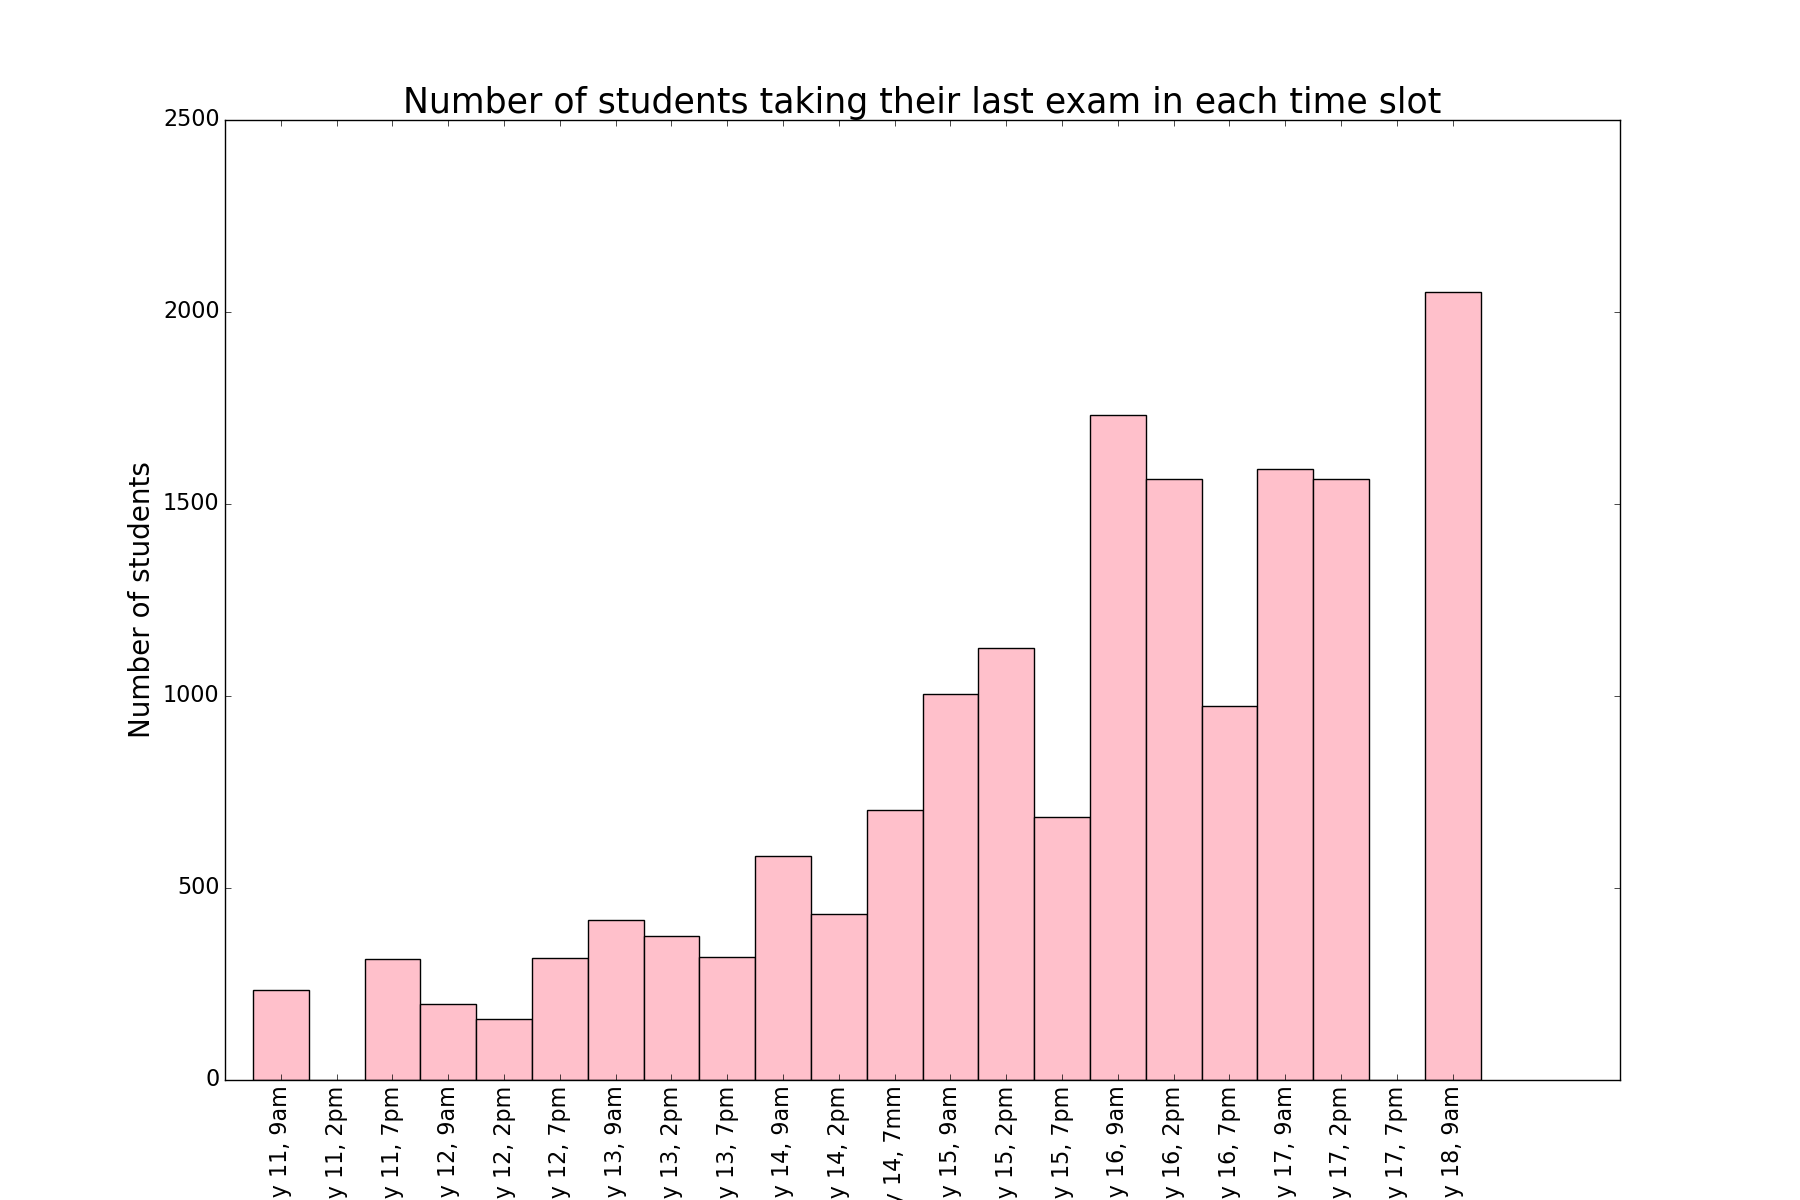 Number of students taking their last exam in each time slot
2500
2000
1500
1000
500
0
Number of students
y 11, 9am
y 11, 2pm
y 11, 7pm
y 12, 9am
y 12, 2pm
y 12, 7pm
y 13, 9am
y 13, 2pm
y 13, 7pm
y 14, 9am
y 14, 2pm
y 14, 7mm
y 15, 9am
y 15, 2pm
y 15, 7pm
y 16, 9am
y 16, 2pm
y 16, 7pm
y 17, 9am
y 17, 2pm
y 17, 7pm
y 18, 9am